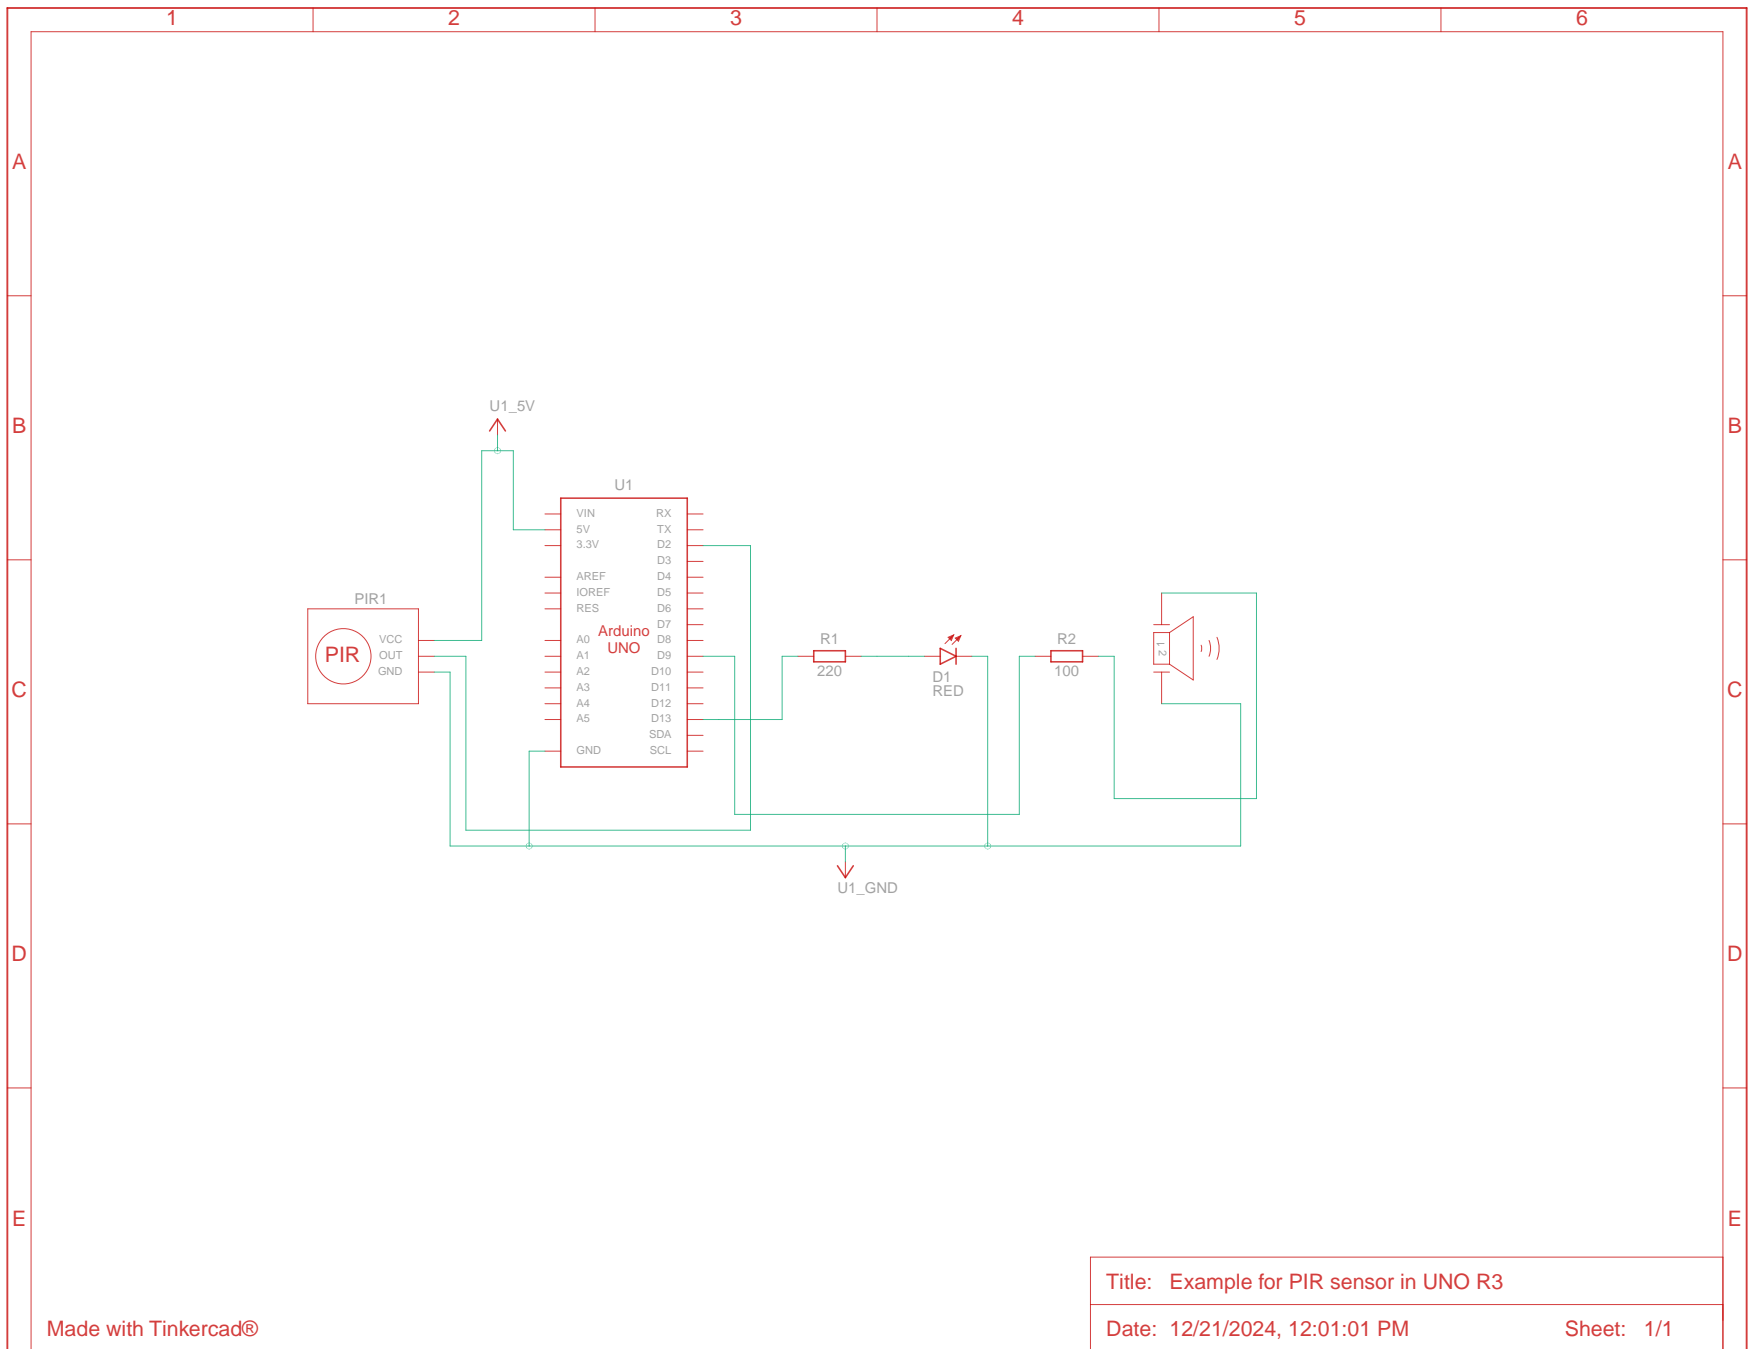 1 2 3 4 5 6
A A
B B
C C
D D
E E
U1_5V
U1
VIN RX
5V TX
3.3V D2
D3
AREF D4
IOREF D5
RES D6
D7
A0 D8
A1 D9
A2 D10
A3 D11
A4 D12
A5 D13
SDA
GND SCL
Arduino
UNO
PIR1
PIR
VCC
OUT
GND
R1
220
D1
RED
R2
100
1 2
U1_GND
Title: Example for PIR sensor in UNO R3
Made with Tinkercad®
Date: 12/21/2024, 12:01:01 PM Sheet: 1/1